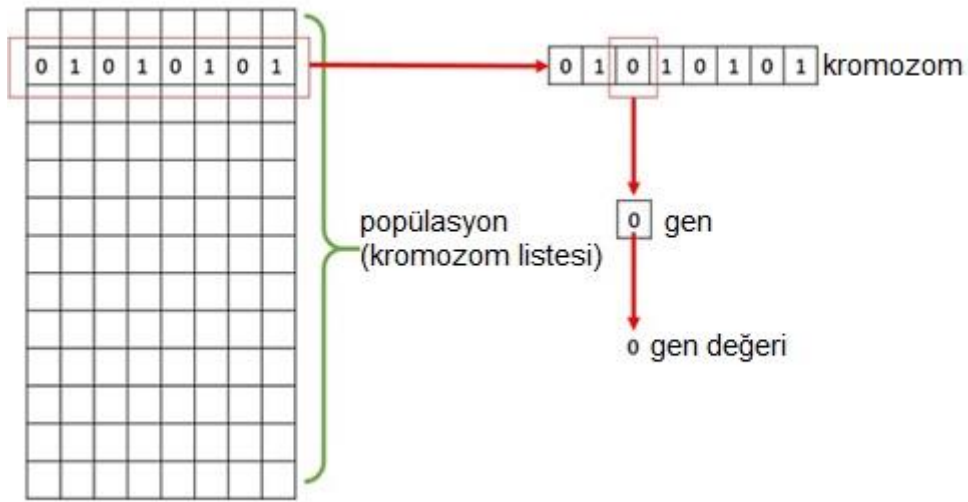 0 1 0 1 0 1 0 1
0 1 0 1 0 1 0 1 kromozom
0 gen
popülasyon
(kromozom listesi)
0 gen değeri